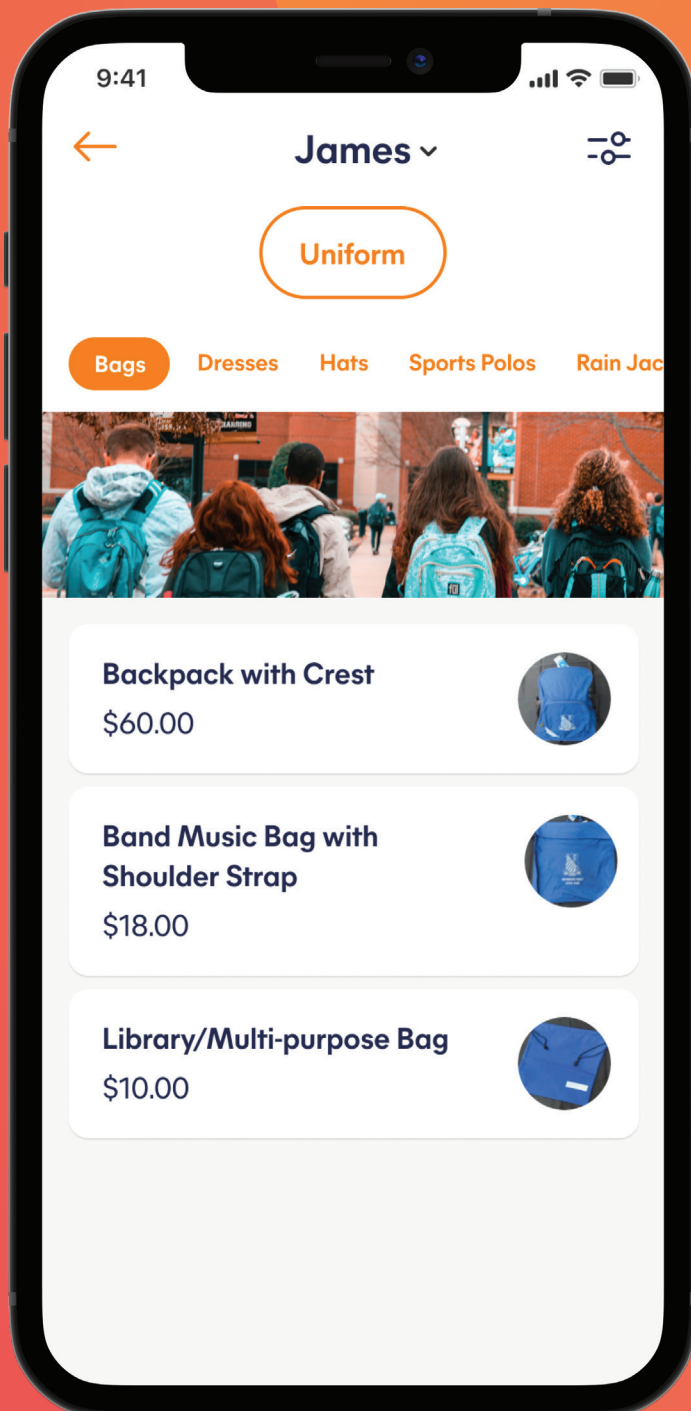 9:41
James
Uniform
Bags Dresses Hats Sports Polos Rain Jac
LEARNING
Backpack with Crest
$60.00
Band Music Bag with
Shoulder Strap
$18.00
Library/Multi-purpose Bag
$10.00